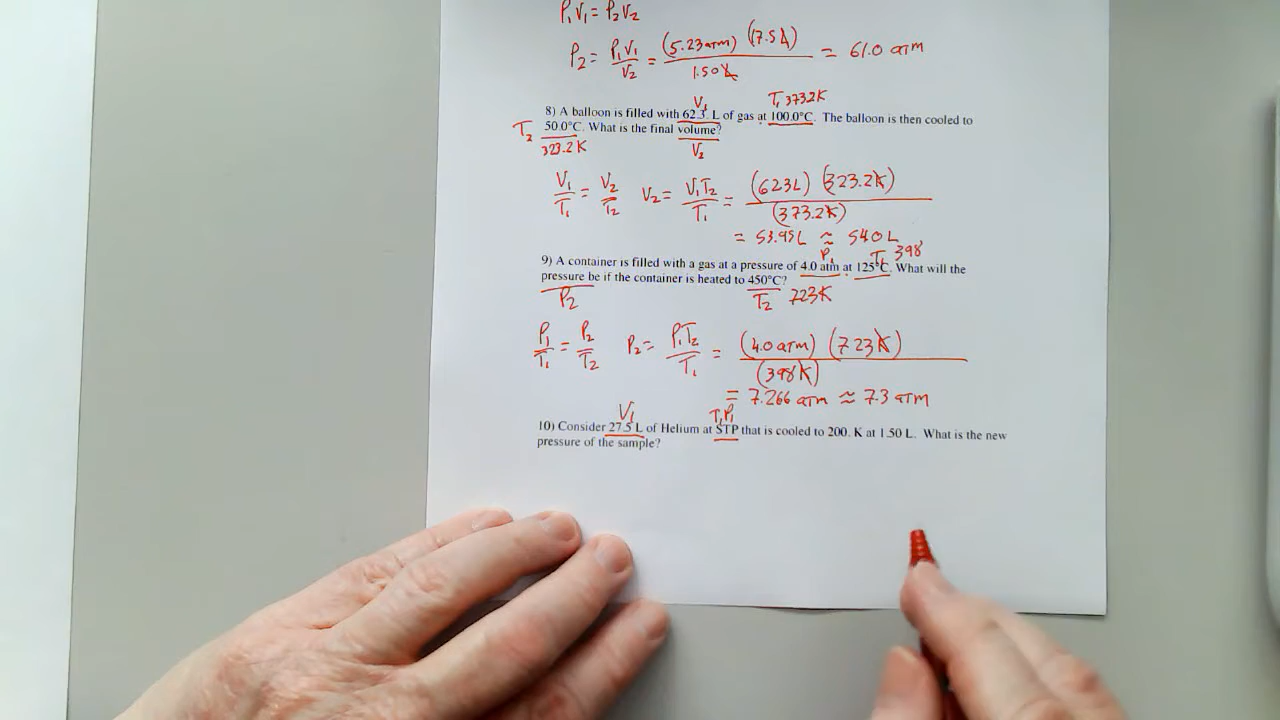 P₁V₁ = P₂V₂
P₂ = P₁V₁/V₂ = (5.23 atm) (17.5 L) / 1.50 L = 61.0 atm
V₁ T₁ 373.2K
8) A balloon is filled with 62.3 L of gas at 100.0°C. The balloon is then cooled to
T₂ 50.0°C. What is the final volume?
323.2 K V₂
V₁/T₁ = V₂/T₂ V₂ = V₁T₂/T₁ = (62.3L) (323.2K) / (373.2K)
= 53.95 L ≈ 54.0 L
P₁ T₁ 398
9) A container is filled with a gas at a pressure of 4.0 atm at 125°C. What will the
pressure be if the container is heated to 450°C?
P₂ T₂ 723K
P₁/T₁ = P₂/T₂ P₂ = P₁T₂/T₁ = (4.0 atm) (723K) / (398K)
= 7.266 atm ≈ 7.3 atm
V₁ T₁P₁
10) Consider 27.5 L of Helium at STP that is cooled to 200. K at 1.50 L. What is the new
pressure of the sample?